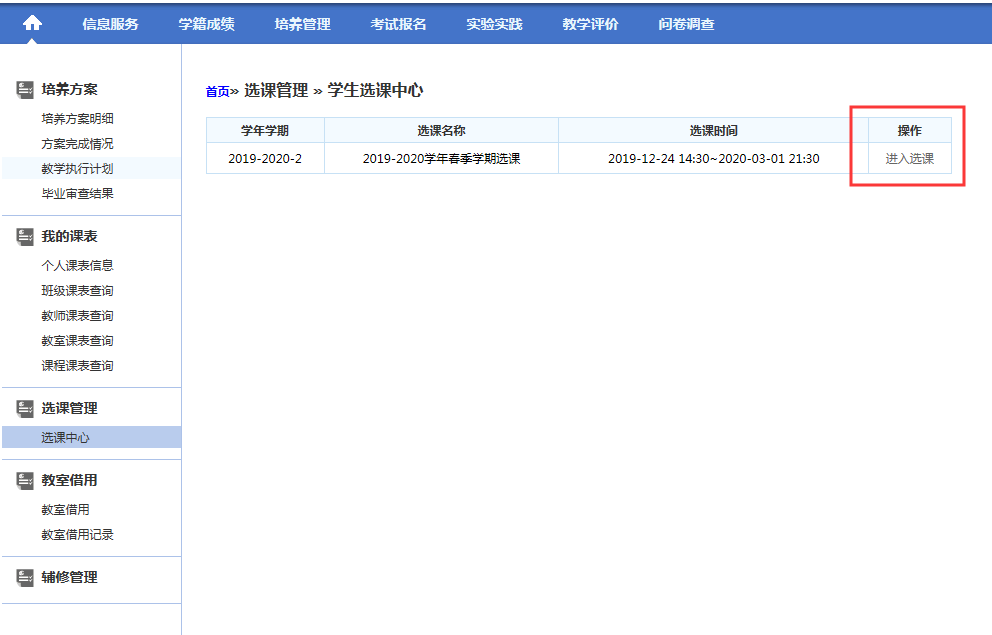 信息服务 学籍成绩 培养管理 考试报名 实验实践 教学评价 问卷调查
培养方案
培养方案明细
方案完成情况
教学执行计划
毕业审查结果
我的课表
个人课表信息
班级课表查询
教师课表查询
教室课表查询
课程课表查询
选课管理
选课中心
教室借用
教室借用
教室借用记录
辅修管理
首页» 选课管理 » 学生选课中心
学年学期 选课名称 选课时间 操作
2019-2020-2 2019-2020学年春季学期选课 2019-12-24 14:30~2020-03-01 21:30 进入选课